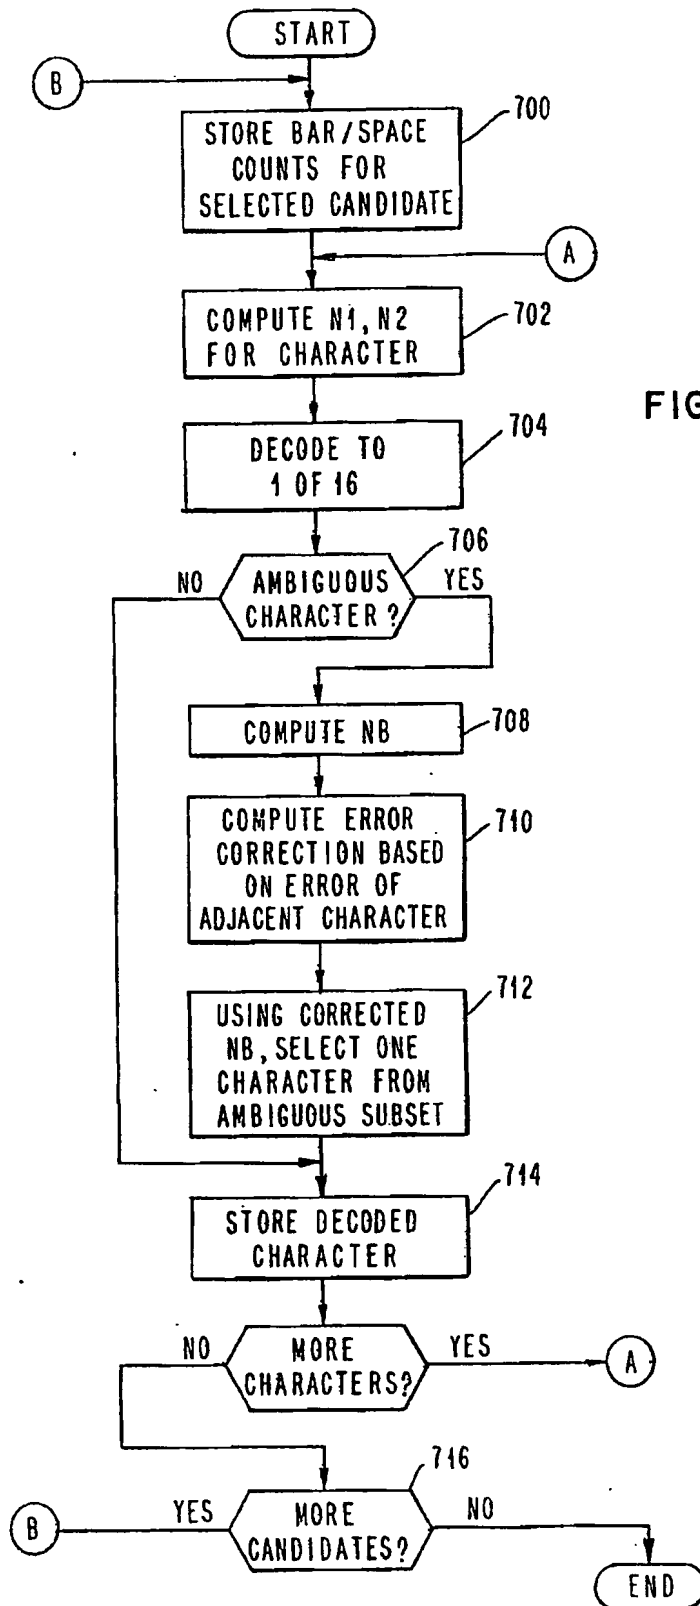 START
B
700
STORE BAR/SPACE
COUNTS FOR
SELECTED CANDIDATE
A
702
COMPUTE N1, N2
FOR CHARACTER
FIG
704
DECODE TO
1 OF 16
706
NO
AMBIGUOUS
CHARACTER?
YES
COMPUTE NB
708
710
COMPUTE ERROR
CORRECTION BASED
ON ERROR OF
ADJACENT CHARACTER
712
USING CORRECTED
NB, SELECT ONE
CHARACTER FROM
AMBIGUOUS SUBSET
714
STORE DECODED
CHARACTER
NO
MORE
CHARACTERS?
YES
A
716
B
YES
MORE
CANDIDATES?
NO
END